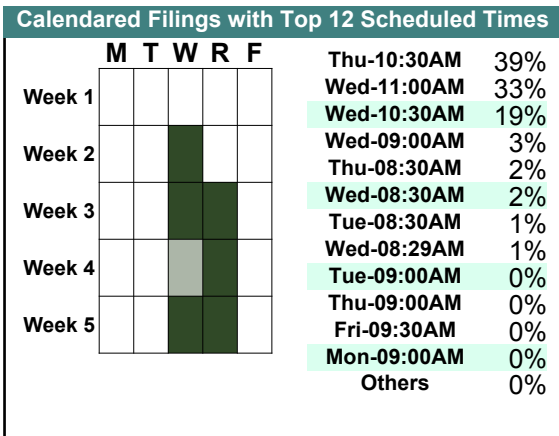 Calendared Filings with Top 12 Scheduled Times
M T W R F
Week 1
Week 2
Week 3
Week 4
Week 5
Thu-10:30AM 39%
Wed-11:00AM 33%
Wed-10:30AM 19%
Wed-09:00AM 3%
Thu-08:30AM 2%
Wed-08:30AM 2%
Tue-08:30AM 1%
Wed-08:29AM 1%
Tue-09:00AM 0%
Thu-09:00AM 0%
Fri-09:30AM 0%
Mon-09:00AM 0%
Others 0%